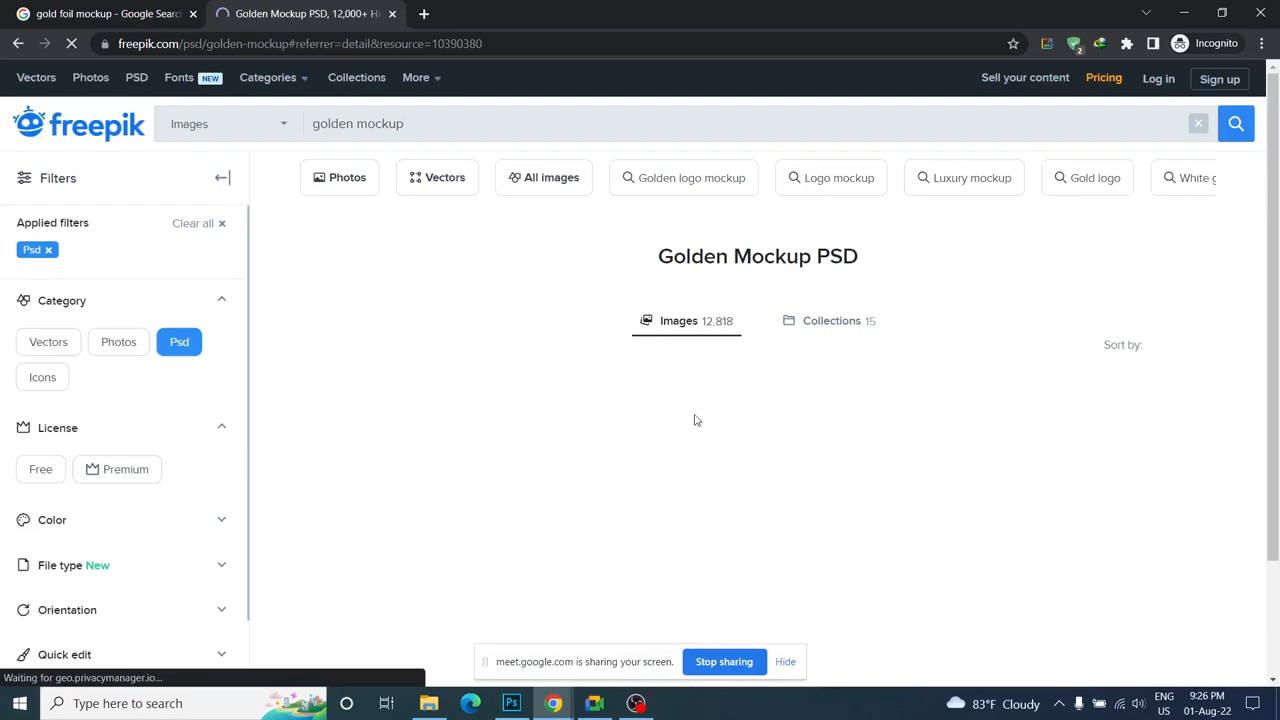 gold foil mockup - Google Searc
Golden Mockup PSD, 12,000+ Hi
freepik.com/psd/golden-mockup#referrer=detail&resource=10390380
2
Incognito
Vectors
Photos
PSD
Fonts NEW
Categories
Collections
More
Sell your content
Pricing
Log in
Sign up
freepik
Images
golden mockup
Filters
Photos
Vectors
All images
Golden logo mockup
Logo mockup
Luxury mockup
Gold logo
White g
Applied filters
Clear all
Psd
Golden Mockup PSD
Category
Images 12,818
Collections 15
Sort by:
Vectors
Photos
Psd
Icons
License
Free
Premium
Color
File type New
Orientation
Quick edit
meet.google.com is sharing your screen.
Stop sharing
Hide
Waiting for geo.privacymanager.io...
Type here to search
Ps
83°F Cloudy
ENG
US
9:26 PM
01-Aug-22